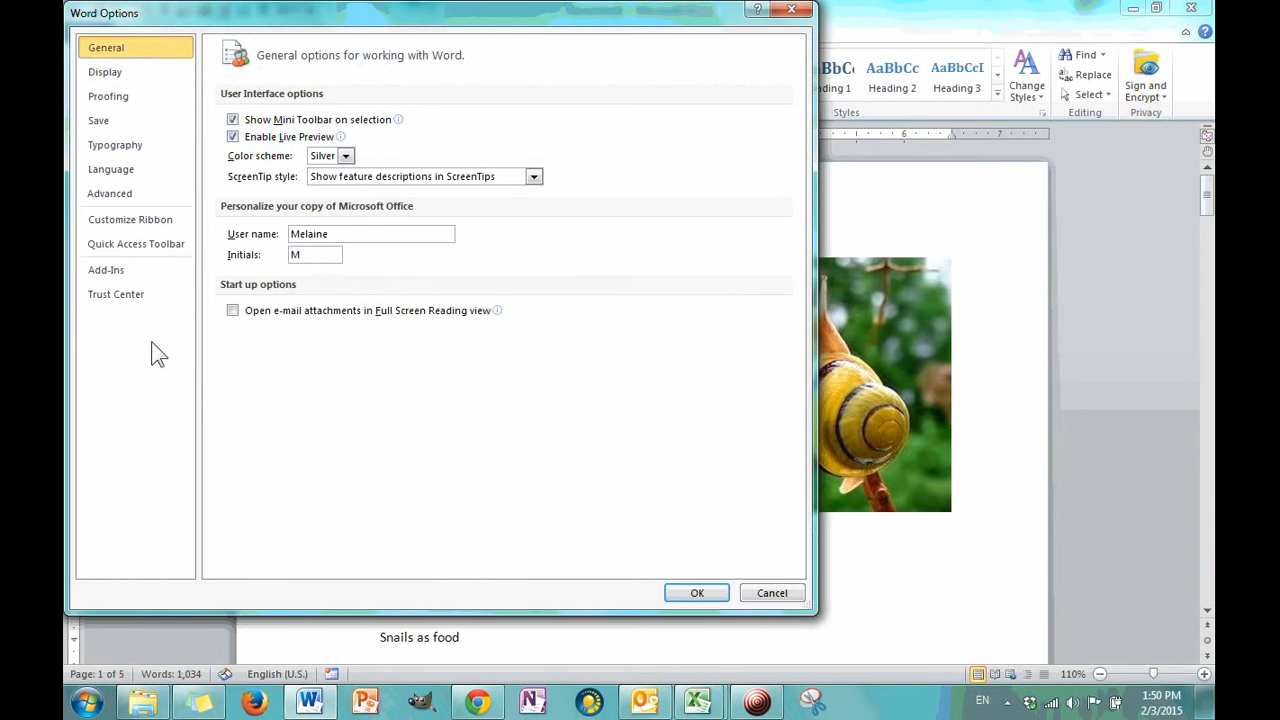 Word Options
General
Display
Proofing
Save
Typography
Language
Advanced
Customize Ribbon
Quick Access Toolbar
Add-Ins
Trust Center
General options for working with Word.
User Interface options
Show Mini Toolbar on selection
Enable Live Preview
Color scheme: Silver
ScreenTip style: Show feature descriptions in ScreenTips
Personalize your copy of Microsoft Office
User name: Melaine
Initials: M
Start up options
Open e-mail attachments in Full Screen Reading view
OK Cancel
AaBbCc AaBbCcI
Heading 2 Heading 3
Change Styles
Styles
Find
Replace
Select
Editing
Sign and Encrypt
Privacy
6 7
Snails as food
Page: 1 of 5 Words: 1,034 English (U.S.) 110%
EN 1:50 PM
2/3/2015